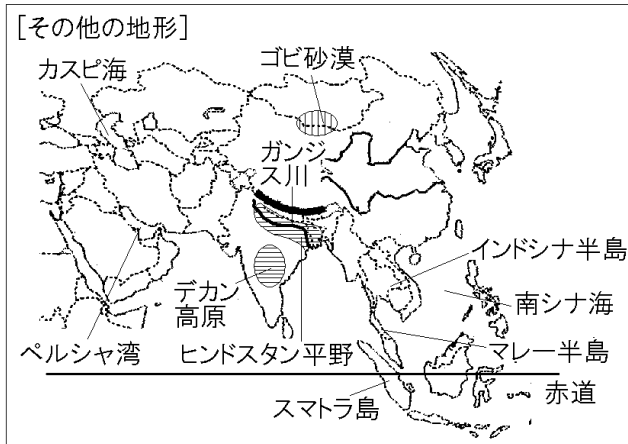 [その他の地形]
カスピ海
ゴビ砂漠
ガンジ
ス川
インドシナ半島
デカン
高原
南シナ海
ペルシャ湾
ヒンドスタン平野
マレー半島
赤道
スマトラ島